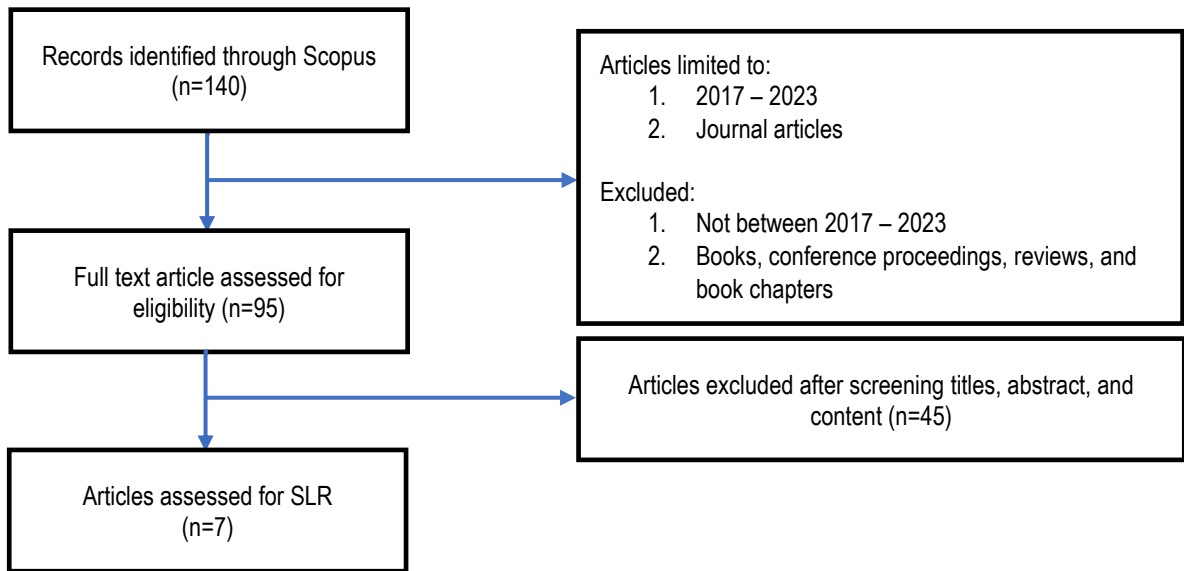 Records identified through Scopus
(n=140)
Articles limited to:
1. 2017 – 2023
2. Journal articles
Excluded:
1. Not between 2017 – 2023
2. Books, conference proceedings, reviews, and
book chapters
Full text article assessed for
eligibility (n=95)
Articles excluded after screening titles, abstract, and
content (n=45)
Articles assessed for SLR
(n=7)